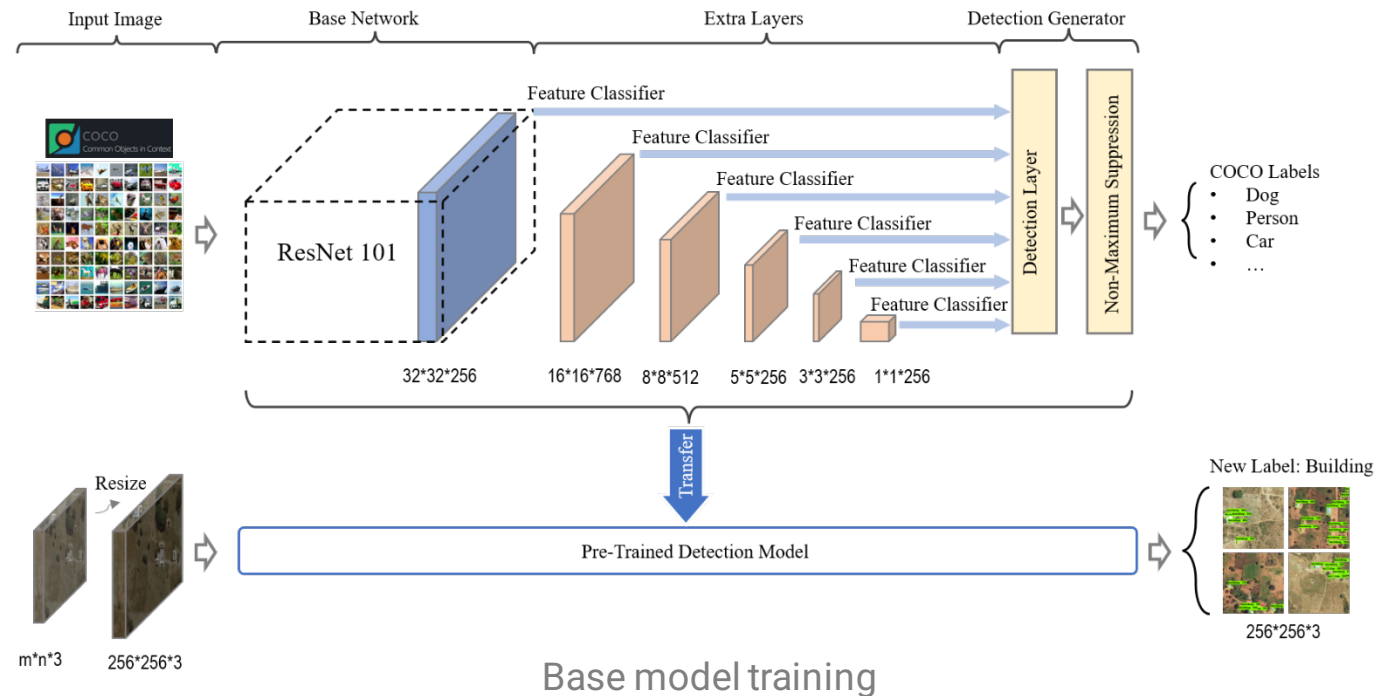 Input Image
Base Network
Extra Layers
Detection Generator
COCO
Common Objects in Context
ResNet 101
Feature Classifier
Feature Classifier
Feature Classifier
Feature Classifier
Feature Classifier
Feature Classifier
Detection Layer
Non-Maximum Suppression
COCO Labels
• Dog
• Person
• Car
• …
32*32*256
16*16*768
8*8*512
5*5*256
3*3*256
1*1*256
Transfer
Resize
Pre-Trained Detection Model
New Label: Building
m*n*3
256*256*3
256*256*3
Base model training